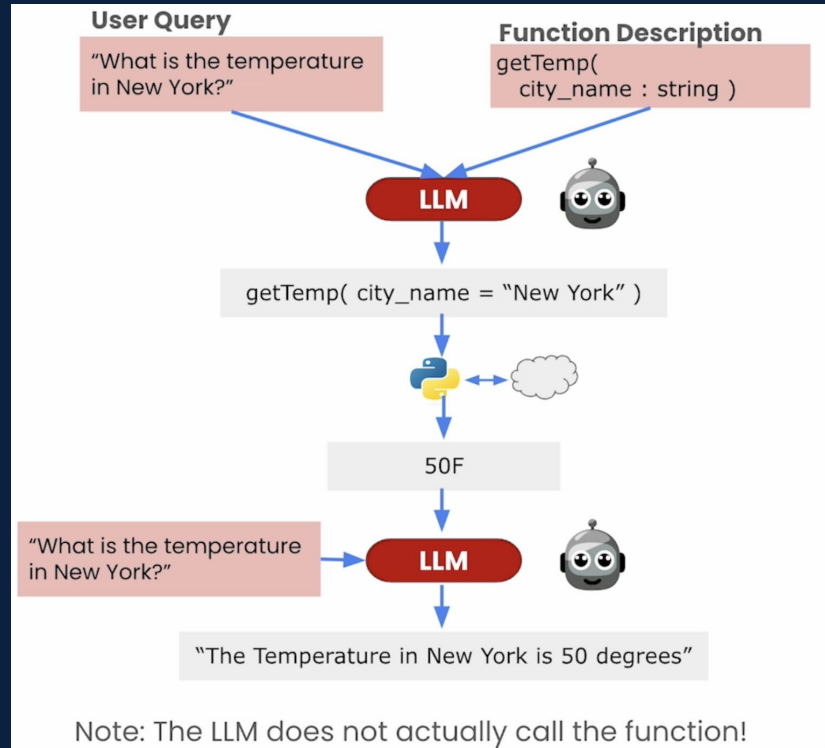 User Query
Function Description
“What is the temperature
in New York?”
getTemp(
city_name : string )
LLM
getTemp( city_name = “New York” )
50F
“What is the temperature
in New York?”
LLM
“The Temperature in New York is 50 degrees”
Note: The LLM does not actually call the function!